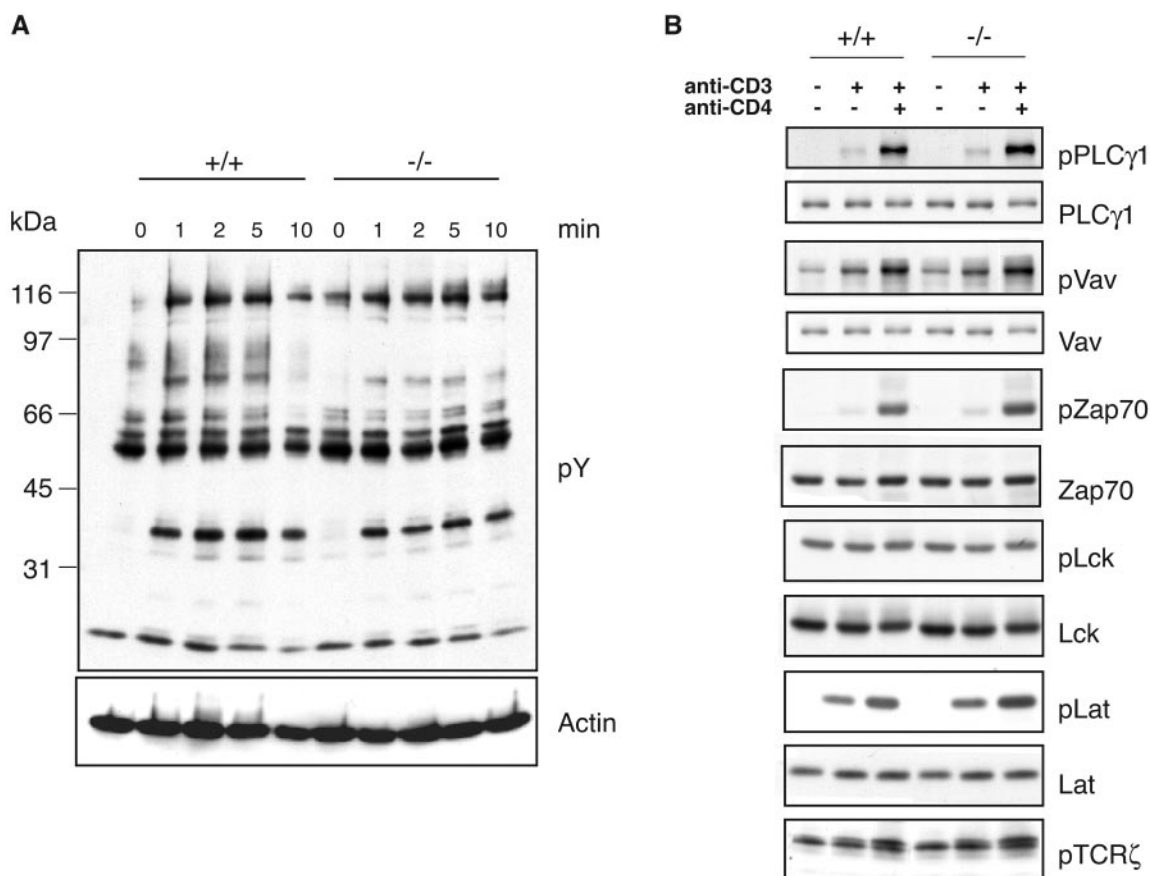 A
+/+ -/-
kDa 0 1 2 5 10 0 1 2 5 10 min
116
97
66
45
31
pY
Actin
B
+/+ -/-
anti-CD3 - + + - + +
anti-CD4 - - + - - +
pPLCγ1
PLCγ1
pVav
Vav
pZap70
Zap70
pLck
Lck
pLat
Lat
pTCRζ